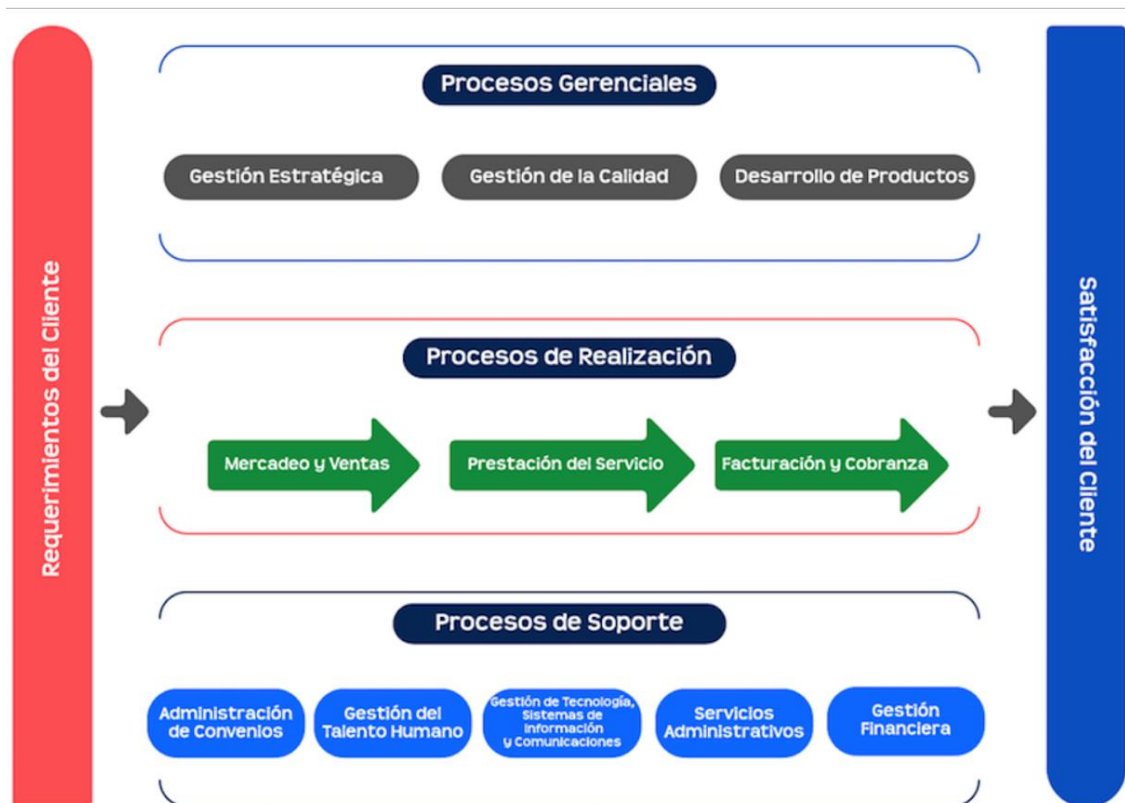 Requerimientos del Cliente
Procesos Gerenciales
Gestión Estratégica
Gestión de la Calidad
Desarrollo de Productos
Procesos de Realización
Mercadeo y Ventas
Prestación del Servicio
Facturación y Cobranza
Procesos de Soporte
Administración
de Convenios
Gestión del
Talento Humano
Gestión de Tecnología,
Sistemas de
Información
y Comunicaciones
Servicios
Administrativos
Gestión
Financiera
Satisfacción del Cliente